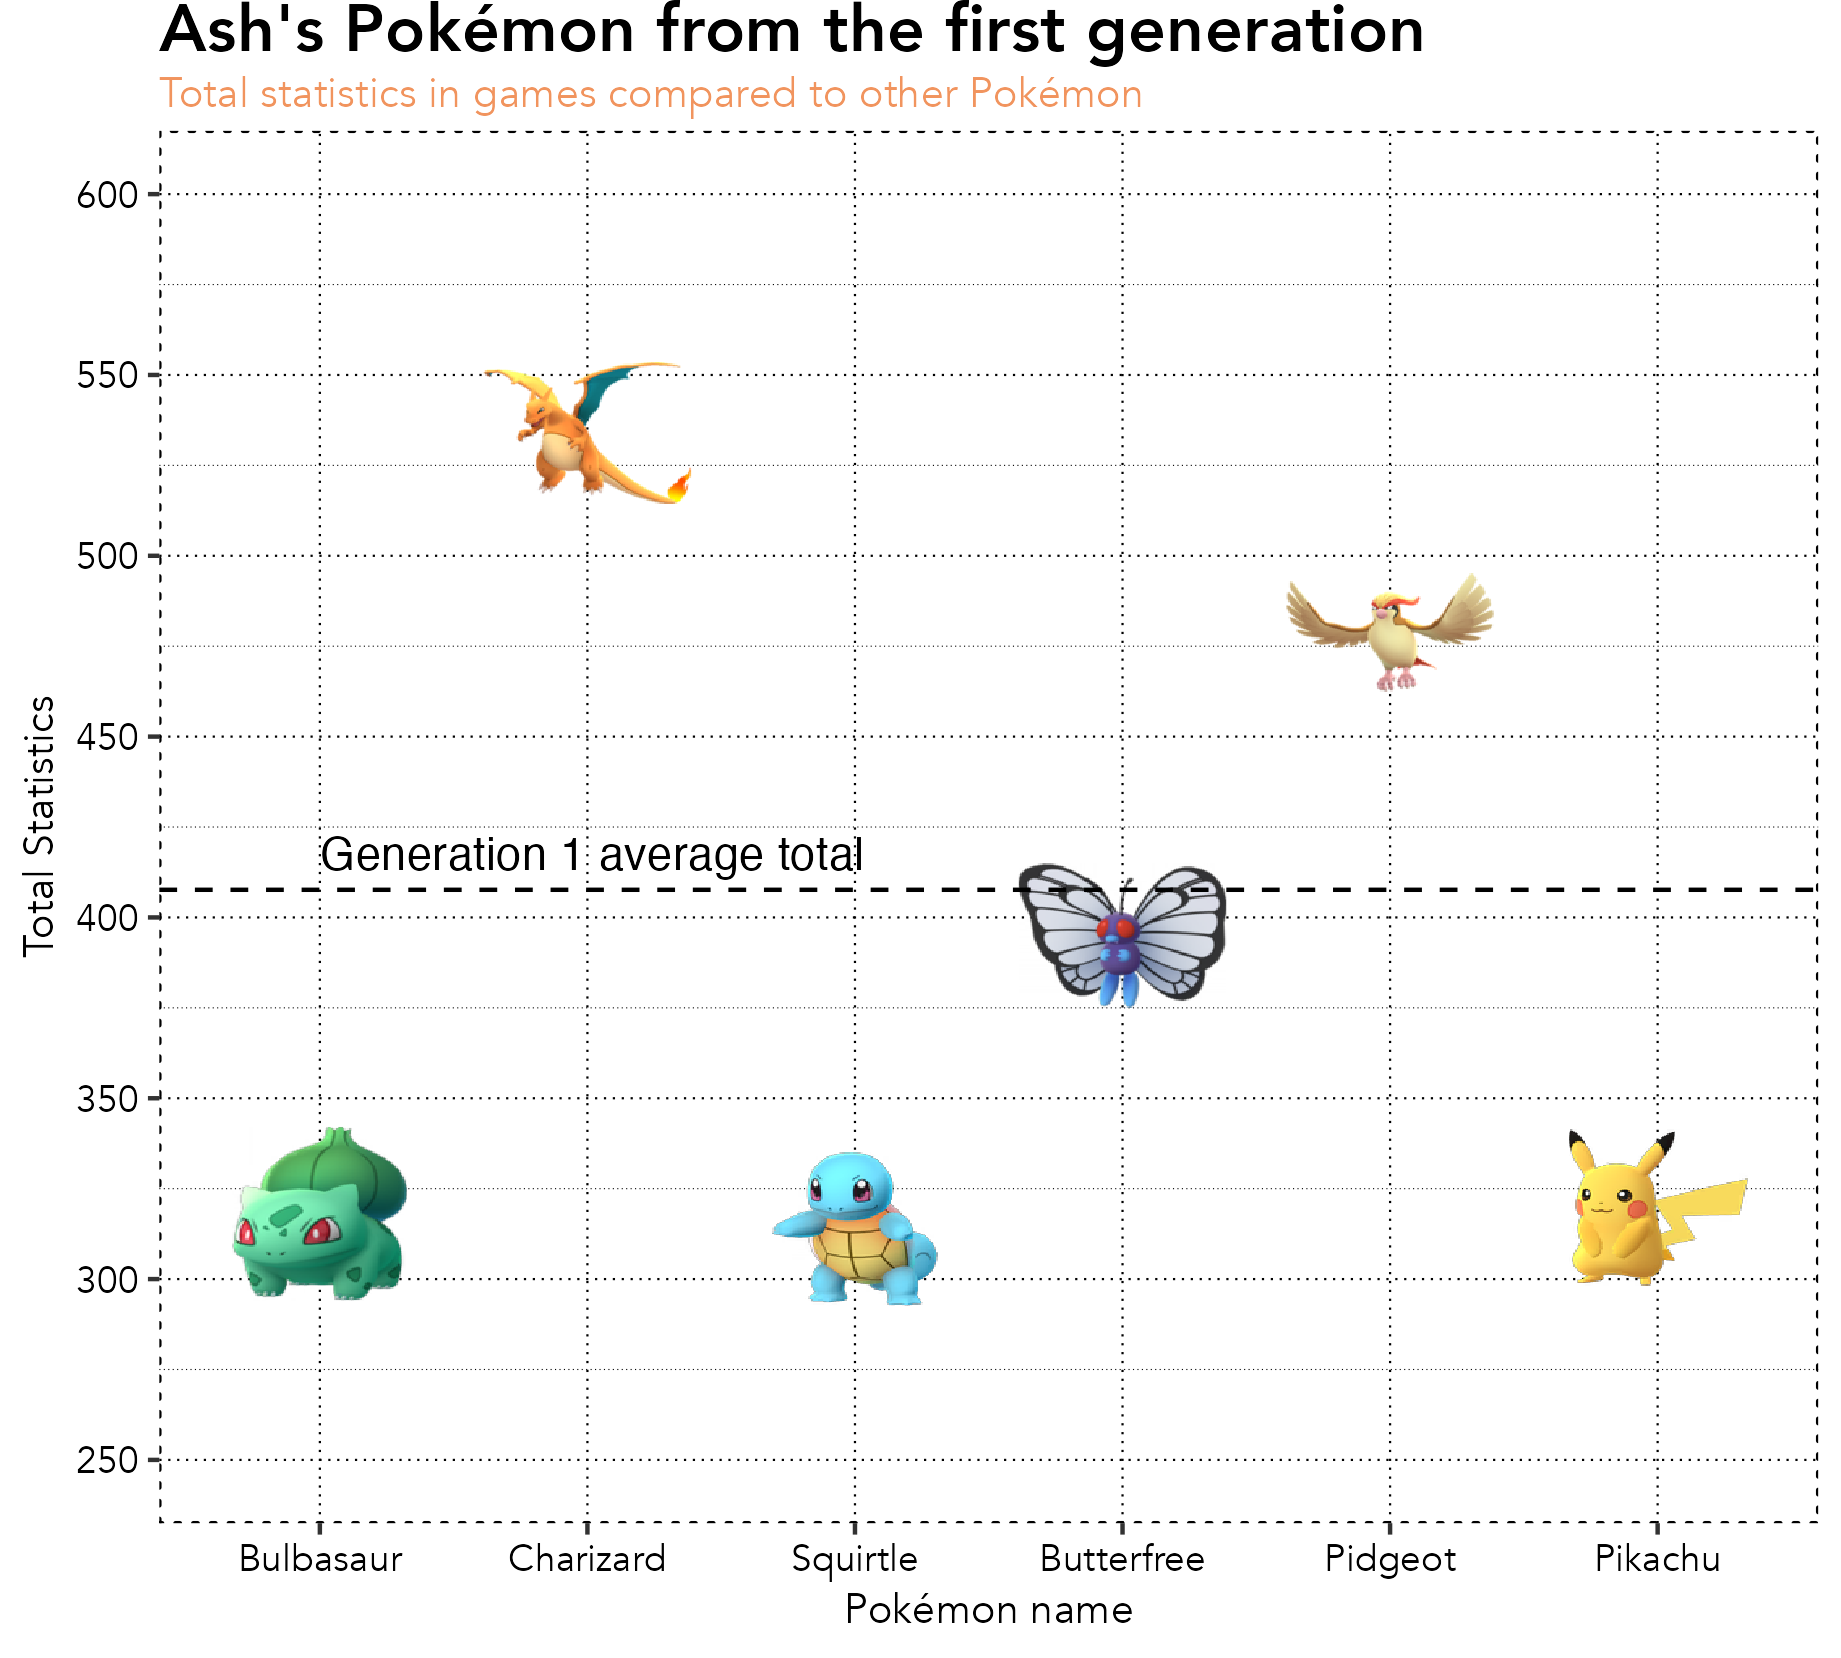 Ash's Pokémon from the first generation
Total statistics in games compared to other Pokémon
600
550
500
450
400
350
300
250
Total Statistics
Generation 1 average total
Bulbasaur Charizard Squirtle Butterfree Pidgeot Pikachu
Pokémon name